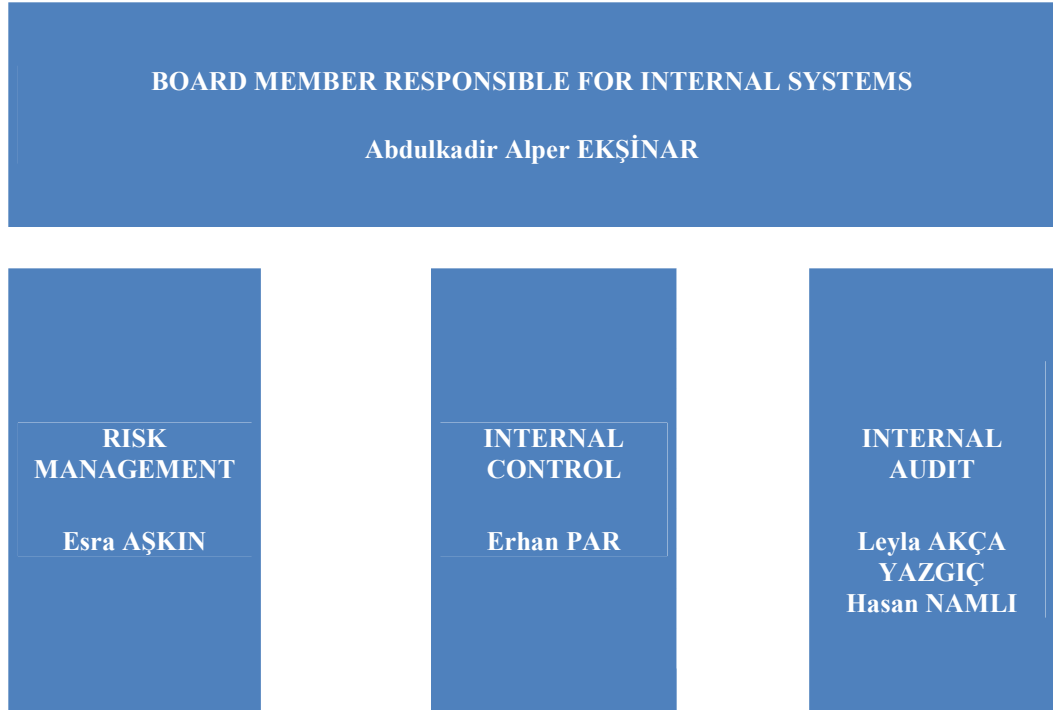 BOARD MEMBER RESPONSIBLE FOR INTERNAL SYSTEMS
Abdulkadir Alper EKŞİNAR
RISK
MANAGEMENT
Esra AŞKIN
INTERNAL
CONTROL
Erhan PAR
INTERNAL
AUDIT
Leyla AKÇA
YAZGIÇ
Hasan NAMLI